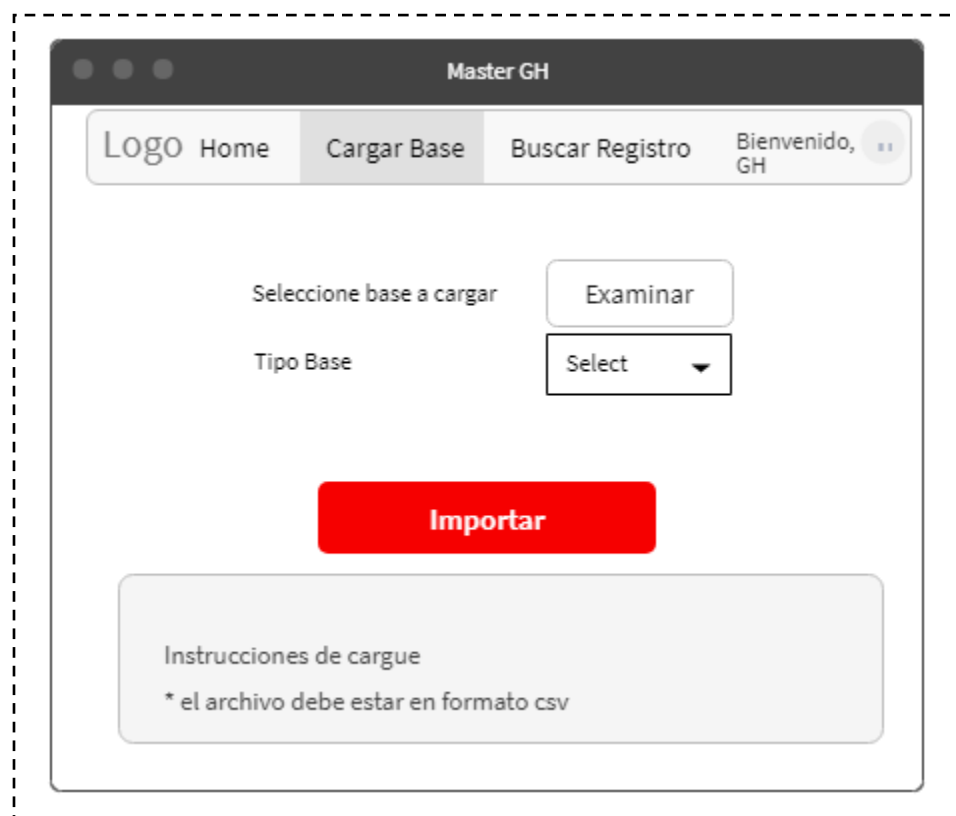 Master GH
Logo Home Cargar Base Buscar Registro Bienvenido,
GH
Seleccione base a cargar Examinar
Tipo Base Select
Importar
Instrucciones de cargue
* el archivo debe estar en formato csv